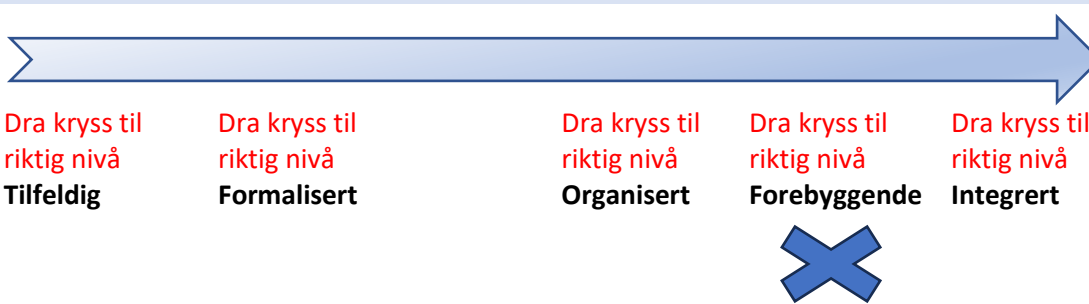 Dra kryss til riktig nivå Tilfeldig
Dra kryss til riktig nivå Formalisert
Dra kryss til riktig nivå Organisert
Dra kryss til riktig nivå Forebyggende
Dra kryss til riktig nivå Integrert